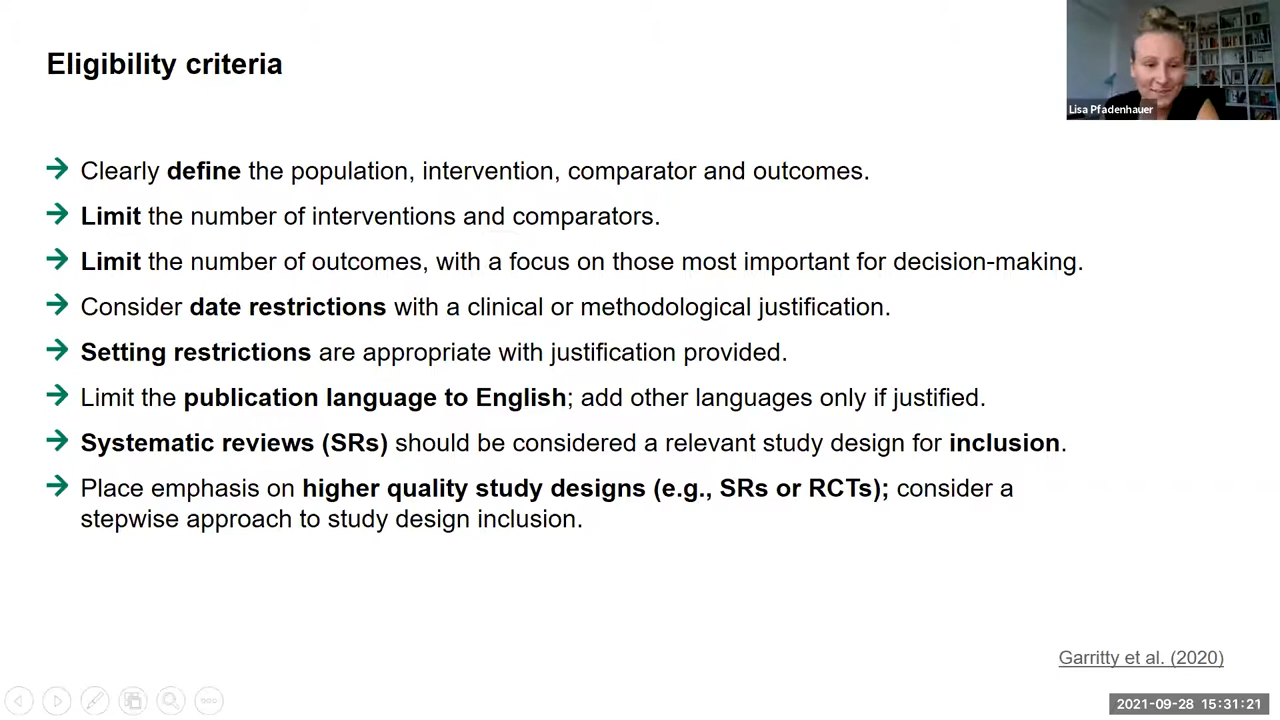 Eligibility criteria
Lisa Pfadenhauer
→ Clearly define the population, intervention, comparator and outcomes.
→ Limit the number of interventions and comparators.
→ Limit the number of outcomes, with a focus on those most important for decision-making.
→ Consider date restrictions with a clinical or methodological justification.
→ Setting restrictions are appropriate with justification provided.
→ Limit the publication language to English; add other languages only if justified.
→ Systematic reviews (SRs) should be considered a relevant study design for inclusion.
→ Place emphasis on higher quality study designs (e.g., SRs or RCTs); consider a
stepwise approach to study design inclusion.
Garritty et al. (2020)
2021-09-28 15:31:21